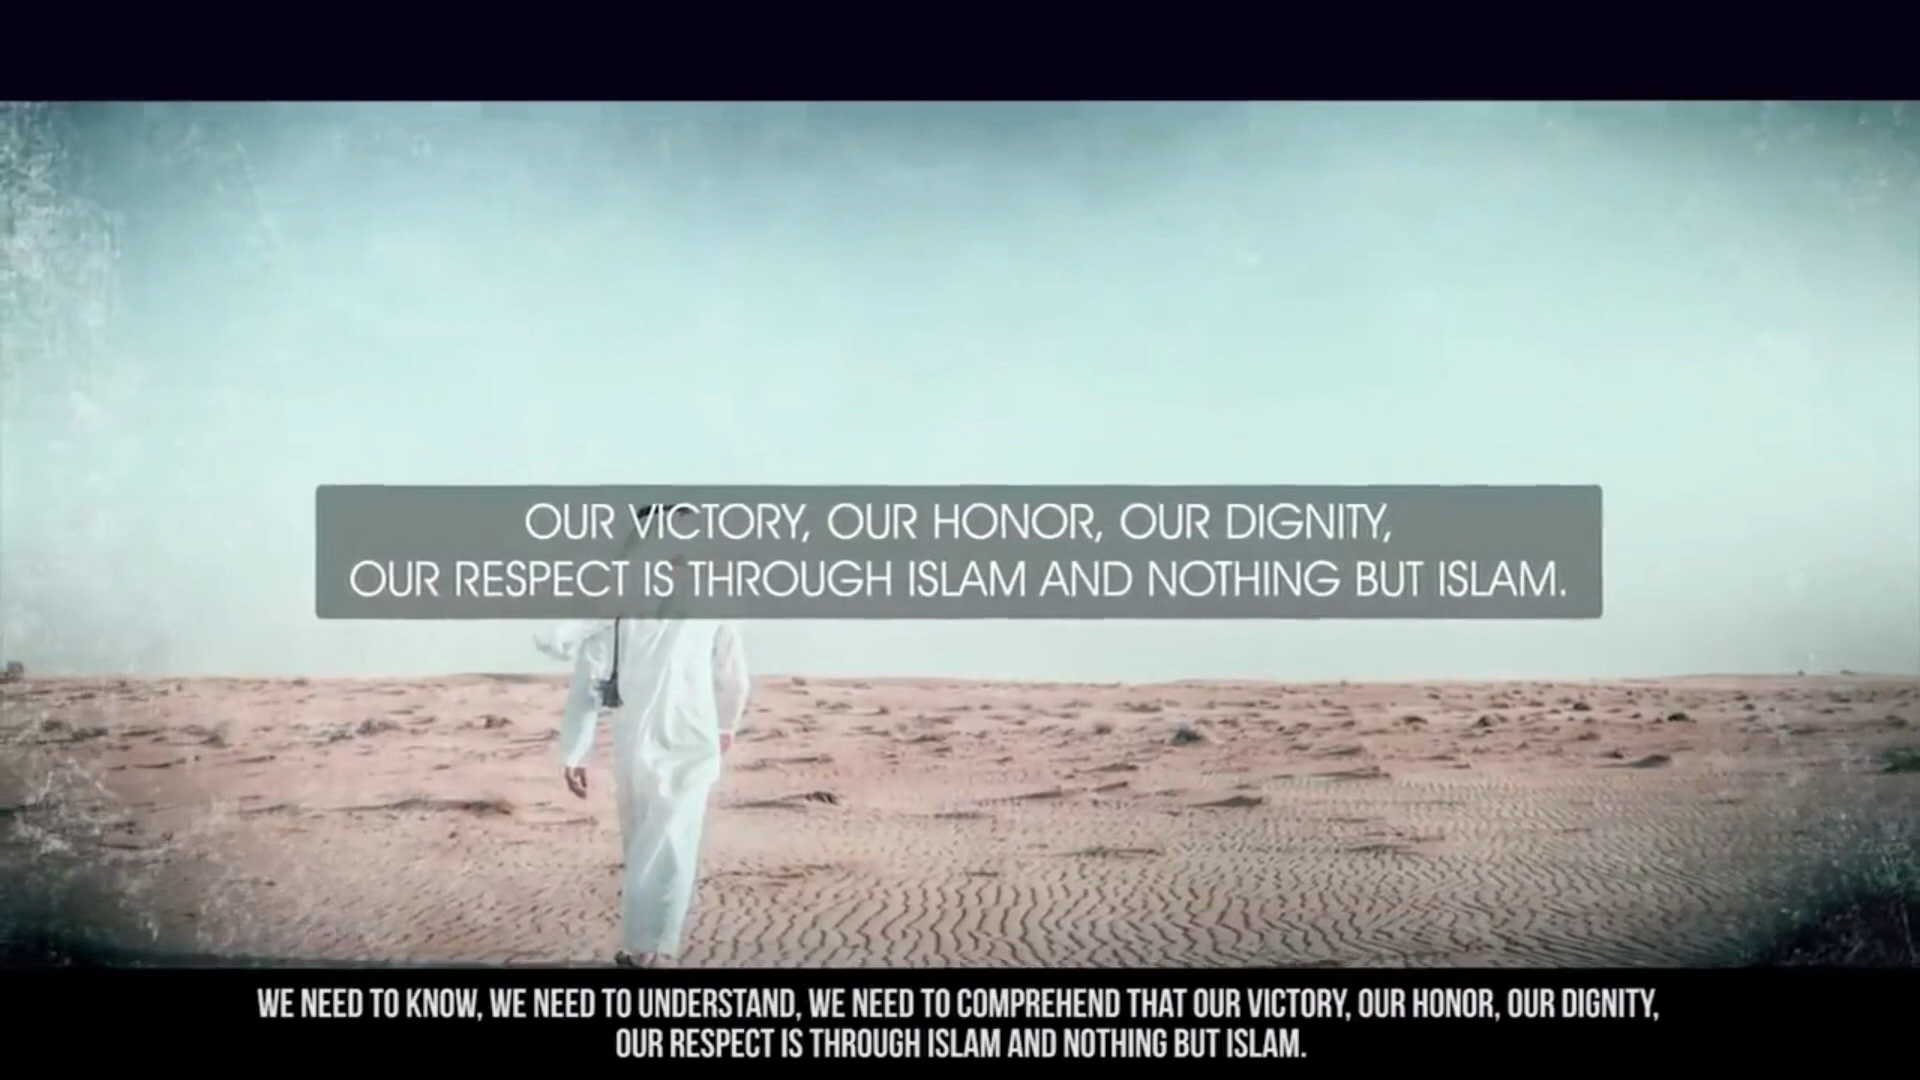 OUR VICTORY, OUR HONOR, OUR DIGNITY,
OUR RESPECT IS THROUGH ISLAM AND NOTHING BUT ISLAM.
WE NEED TO KNOW, WE NEED TO UNDERSTAND, WE NEED TO COMPREHEND THAT OUR VICTORY, OUR HONOR, OUR DIGNITY,
OUR RESPECT IS THROUGH ISLAM AND NOTHING BUT ISLAM.